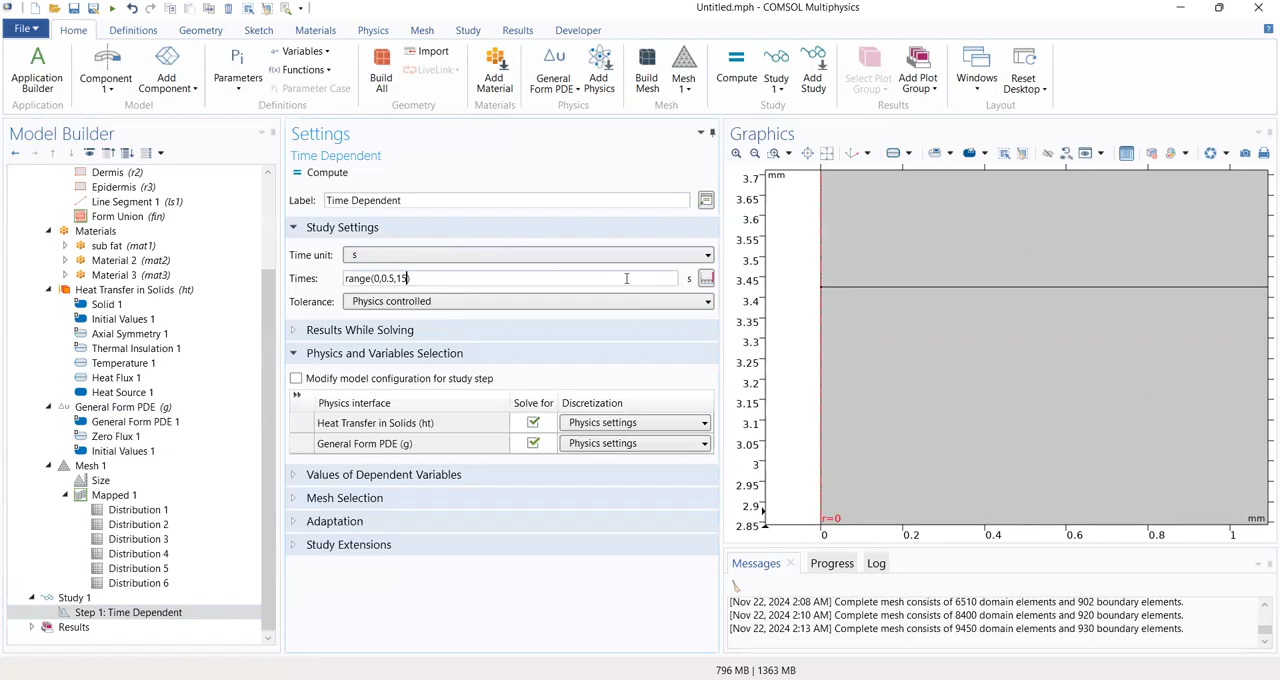 Untitled.mph - COMSOL Multiphysics
File
Home
Definitions
Geometry
Sketch
Materials
Physics
Mesh
Study
Results
Developer
Application Builder
Application
Component 1
Add Component
Model
Pi
Parameters
a= Variables
f(x) Functions
Pi Parameter Case
Definitions
Build All
Import
LiveLink
Geometry
Add Material
Materials
Δu
General Form PDE
Add Physics
Physics
Build Mesh
Mesh 1
Mesh
Compute
Study 1
Add Study
Study
Select Plot Group
Add Plot Group
Results
Windows
Reset Desktop
Layout
Model Builder
Dermis (r2)
Epidermis (r3)
Line Segment 1 (ls1)
Form Union (fin)
Materials
sub fat (mat1)
Material 2 (mat2)
Material 3 (mat3)
Heat Transfer in Solids (ht)
Solid 1
Initial Values 1
Axial Symmetry 1
Thermal Insulation 1
Temperature 1
Heat Flux 1
Heat Source 1
Δu General Form PDE (g)
General Form PDE 1
Zero Flux 1
Initial Values 1
Mesh 1
Size
Mapped 1
Distribution 1
Distribution 2
Distribution 3
Distribution 4
Distribution 5
Distribution 6
Study 1
Step 1: Time Dependent
Results
Settings
Time Dependent
= Compute
Label: Time Dependent
Study Settings
Time unit: s
Times: range(0,0.5,15) s
Tolerance: Physics controlled
Results While Solving
Physics and Variables Selection
Modify model configuration for study step
Physics interface Solve for Discretization
Heat Transfer in Solids (ht) Physics settings
General Form PDE (g) Physics settings
Values of Dependent Variables
Mesh Selection
Adaptation
Study Extensions
Graphics
mm
3.7
3.65
3.6
3.55
3.5
3.45
3.4
3.35
3.3
3.25
3.2
3.15
3.1
3.05
3
2.95
2.9
2.85
r=0
mm
0 0.2 0.4 0.6 0.8 1
Messages
Progress
Log
[Nov 22, 2024 2:08 AM] Complete mesh consists of 6510 domain elements and 902 boundary elements.
[Nov 22, 2024 2:10 AM] Complete mesh consists of 8400 domain elements and 920 boundary elements.
[Nov 22, 2024 2:13 AM] Complete mesh consists of 9450 domain elements and 930 boundary elements.
796 MB | 1363 MB